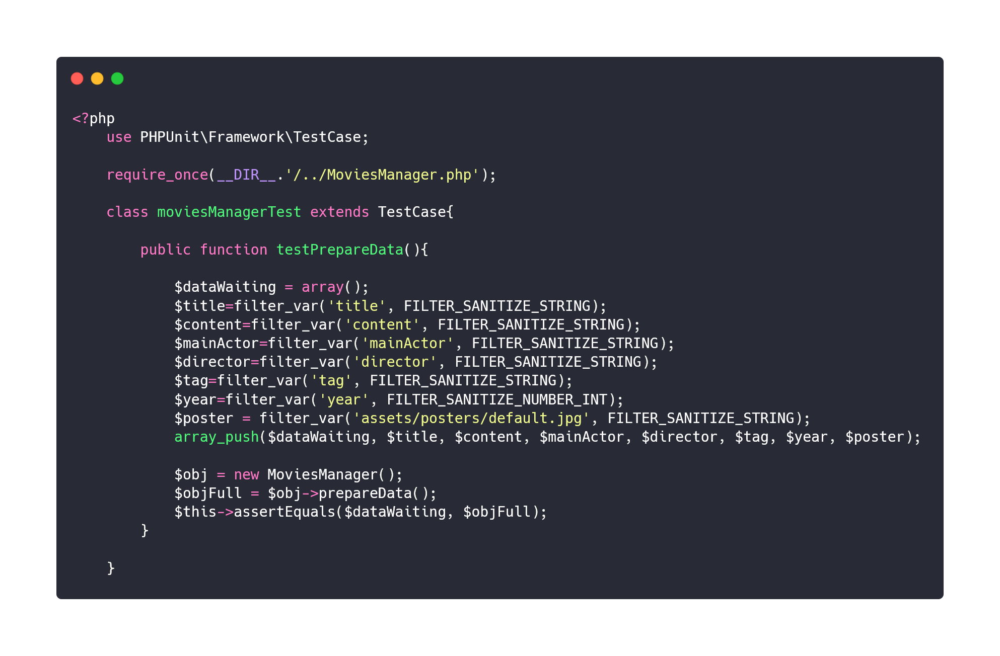 <?php
    use PHPUnit\Framework\TestCase;

    require_once(__DIR__.'/../MoviesManager.php');

    class moviesManagerTest extends TestCase{

        public function testPrepareData(){

            $dataWaiting = array();
            $title=filter_var('title', FILTER_SANITIZE_STRING);
            $content=filter_var('content', FILTER_SANITIZE_STRING);
            $mainActor=filter_var('mainActor', FILTER_SANITIZE_STRING);
            $director=filter_var('director', FILTER_SANITIZE_STRING);
            $tag=filter_var('tag', FILTER_SANITIZE_STRING);
            $year=filter_var('year', FILTER_SANITIZE_NUMBER_INT);
            $poster = filter_var('assets/posters/default.jpg', FILTER_SANITIZE_STRING);
            array_push($dataWaiting, $title, $content, $mainActor, $director, $tag, $year, $poster);

            $obj = new MoviesManager();
            $objFull = $obj->prepareData();
            $this->assertEquals($dataWaiting, $objFull);
        }

    }